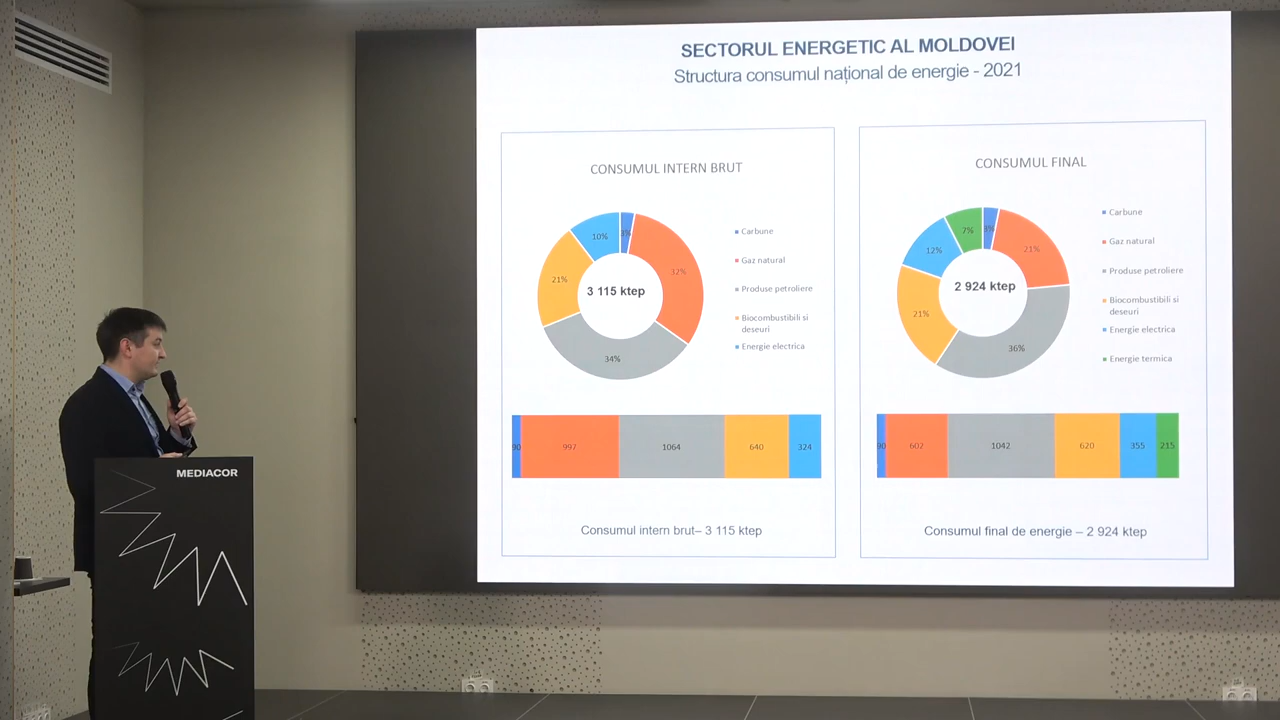 SECTORUL ENERGETIC AL MOLDOVEI
Structura consumul național de energie - 2021
CONSUMUL INTERN BRUT
3%
32%
34%
21%
10%
3 115 ktep
Carbune
Gaz natural
Produse petroliere
Biocombustibili si
deseuri
Energie electrica
90
997
1064
640
324
Consumul intern brut– 3 115 ktep
CONSUMUL FINAL
3%
21%
36%
21%
12%
7%
2 924 ktep
Carbune
Gaz natural
Produse petroliere
Biocombustibili si
deseuri
Energie electrica
Energie termica
90
602
1042
620
355
215
Consumul final de energie – 2 924 ktep
MEDIACOR